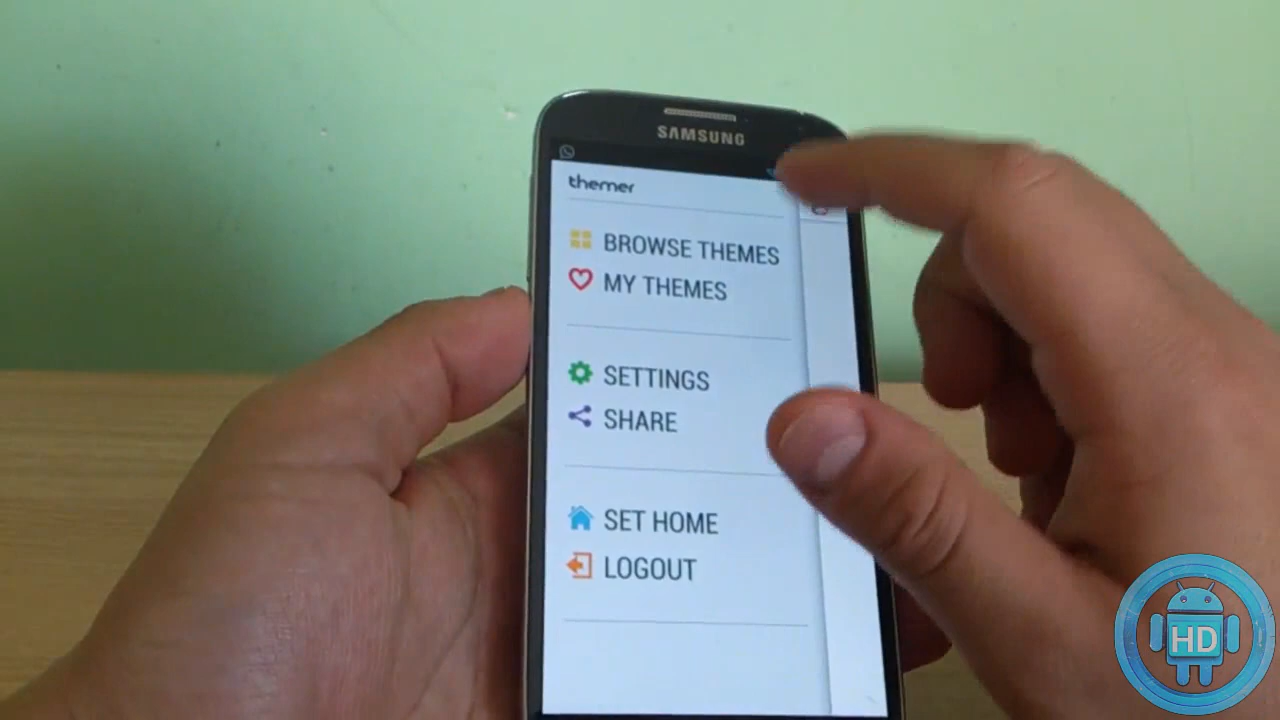 SAMSUNG
themer
BROWSE THEMES
MY THEMES
SETTINGS
SHARE
SET HOME
LOGOUT
HD